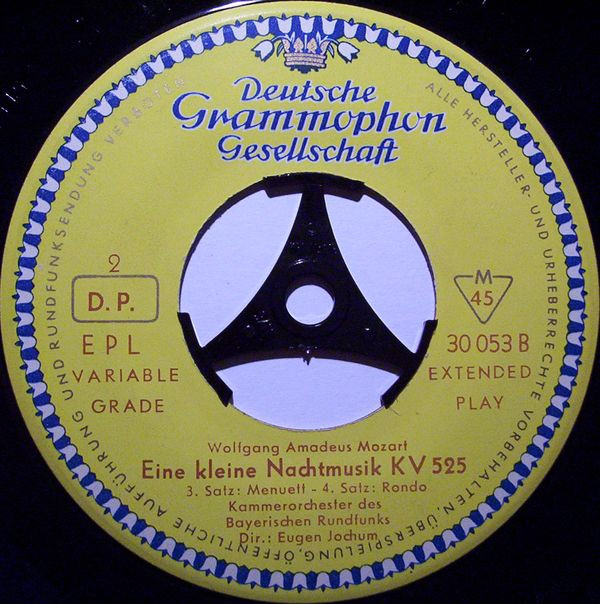 Deutsche
Grammophon
Gesellschaft
ALLE HERSTELLER- UND URHEBERRECHTE VORBEHALTEN, ÜBERSPIELUNG, ÖFFENTLICHE AUFFÜHRUNG UND RUNDFUNKSENDUNG VERBOTEN
2
D. P.
EPL
VARIABLE
GRADE
M
45
30 053 B
EXTENDED
PLAY
Wolfgang Amadeus Mozart
Eine kleine Nachtmusik KV 525
3. Satz: Menuett - 4. Satz: Rondo
Kammerorchester des
Bayerischen Rundfunks
Dir.: Eugen Jochum